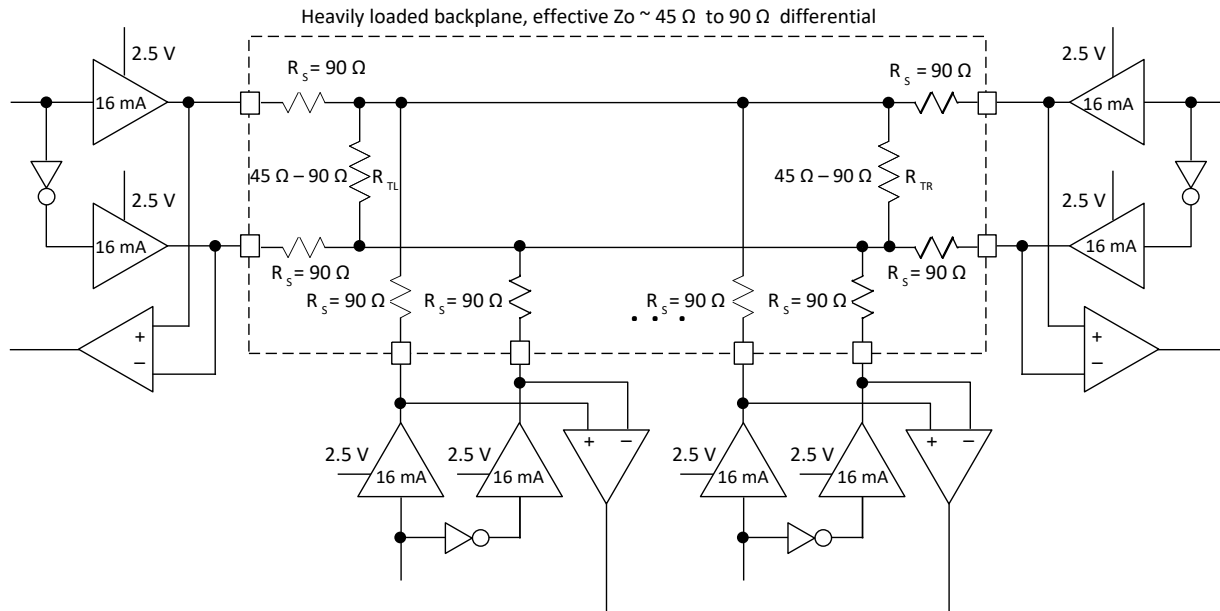 Heavily loaded backplane, effective Zo ~ 45 Ω to 90 Ω differential
2.5 V
16 mA
R S = 90 Ω
R S = 90 Ω
2.5 V
16 mA
45 Ω – 90 Ω
R TL
45 Ω – 90 Ω
R TR
2.5 V
16 mA
R S = 90 Ω
R S = 90 Ω
2.5 V
16 mA
R S = 90 Ω
R S = 90 Ω
R S = 90 Ω
R S = 90 Ω
. . .
+
–
+
–
2.5 V
16 mA
2.5 V
16 mA
+ –
2.5 V
16 mA
2.5 V
16 mA
+ –